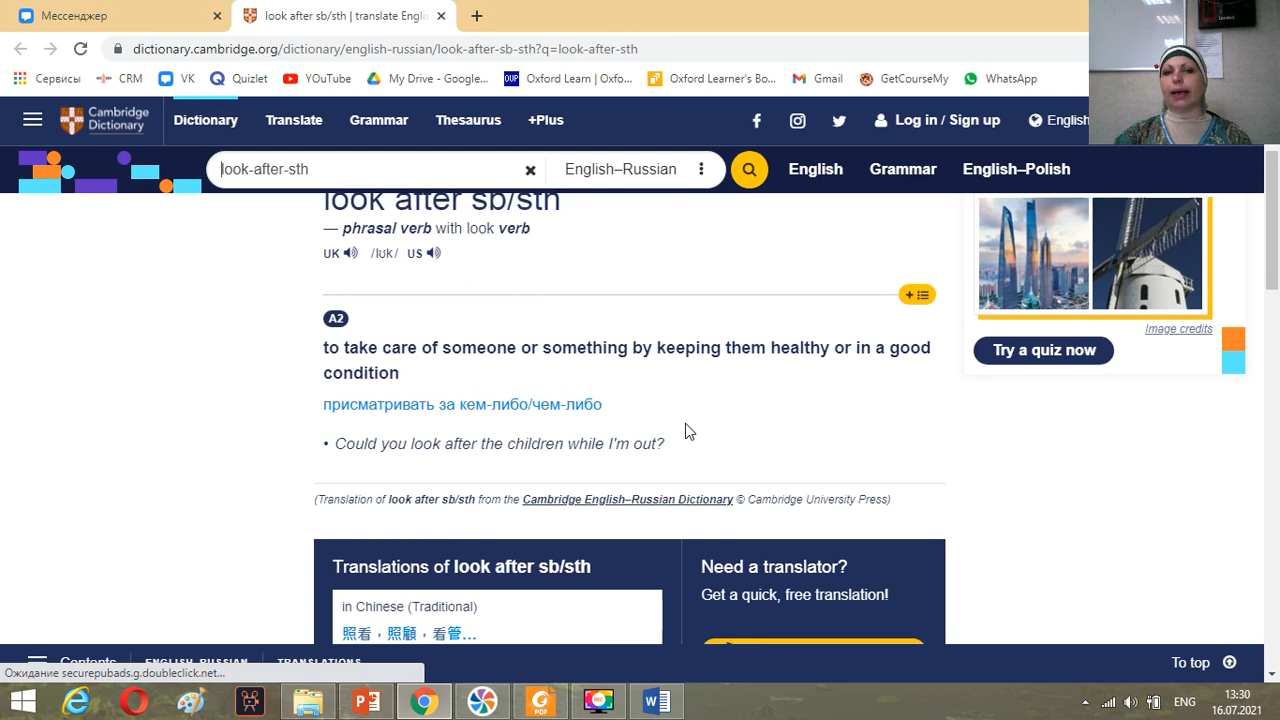 Мессенджер
look after sb/sth | translate Engli
dictionary.cambridge.org/dictionary/english-russian/look-after-sb-sth?q=look-after-sth
Сервисы CRM VK Quizlet YOUTube My Drive - Google... Oxford Learn | Oxfo... Oxford Learner's Bo... Gmail GetCourseMy WhatsApp
Cambridge
Dictionary
Dictionary Translate Grammar Thesaurus +Plus Log in / Sign up English
look-after-sth English–Russian English Grammar English–Polish
look after sb/sth
— phrasal verb with look verb
UK /lʊk/ US
A2
to take care of someone or something by keeping them healthy or in a good
condition
присматривать за кем-либо/чем-либо
• Could you look after the children while I'm out?
(Translation of look after sb/sth from the Cambridge English–Russian Dictionary © Cambridge University Press)
Image credits
Try a quiz now
Translations of look after sb/sth
in Chinese (Traditional)
照看，照顧，看管...
Need a translator?
Get a quick, free translation!
Contents ENGLISH–RUSSIAN TRANSLATIONS To top
Ожидание securepubads.g.doubleclick.net...
PDF
ENG
13:30
16.07.2021